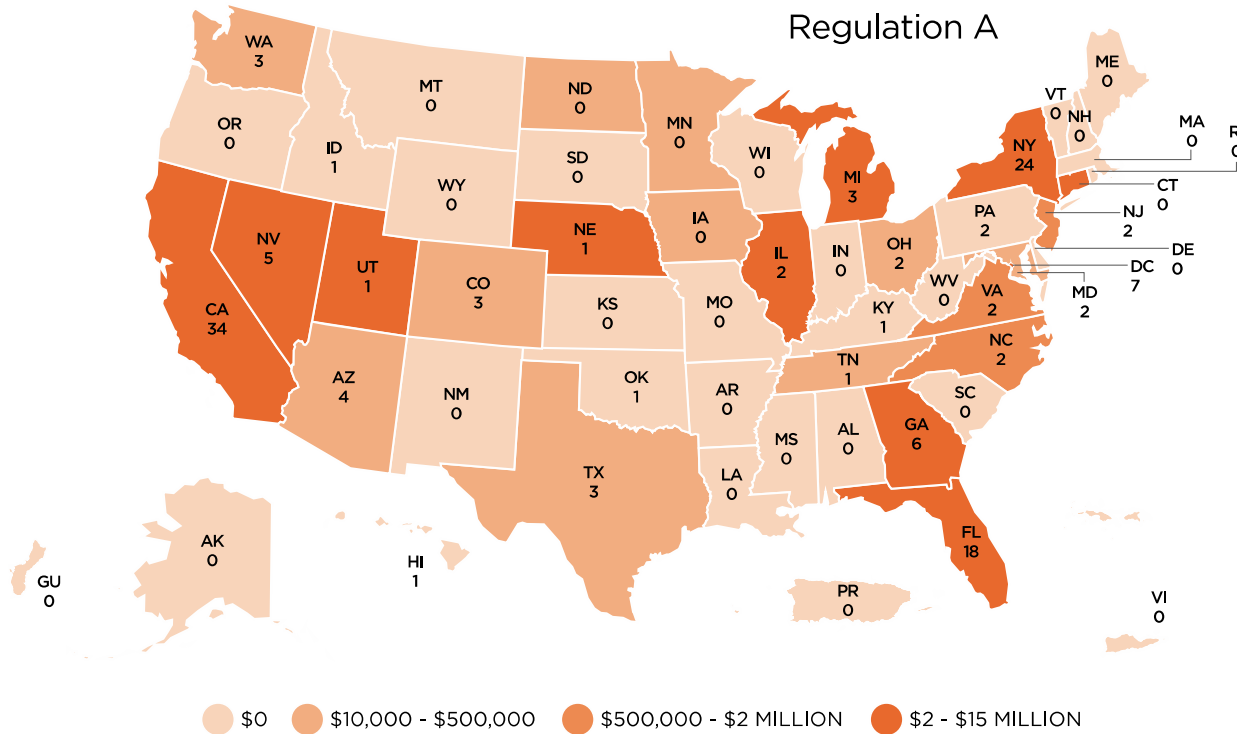 Regulation A
WA
3
MT
0
ND
0
MN
0
OR
0
ID
1
SD
0
WI
0
WY
0
MI
3
NY
24
VT
0
NH
0
ME
0
MA
0
R
0
CT
0
NJ
2
DE
0
DC
7
MD
2
PA
2
NV
5
UT
1
NE
1
IA
0
IL
2
IN
0
OH
2
WV
0
VA
2
CA
34
CO
3
KS
0
MO
0
KY
1
NC
2
TN
1
AZ
4
NM
0
OK
1
AR
0
SC
0
MS
0
AL
0
GA
6
TX
3
LA
0
FL
18
AK
0
HI
1
GU
0
PR
0
VI
0
$0
$10,000 - $500,000
$500,000 - $2 MILLION
$2 - $15 MILLION